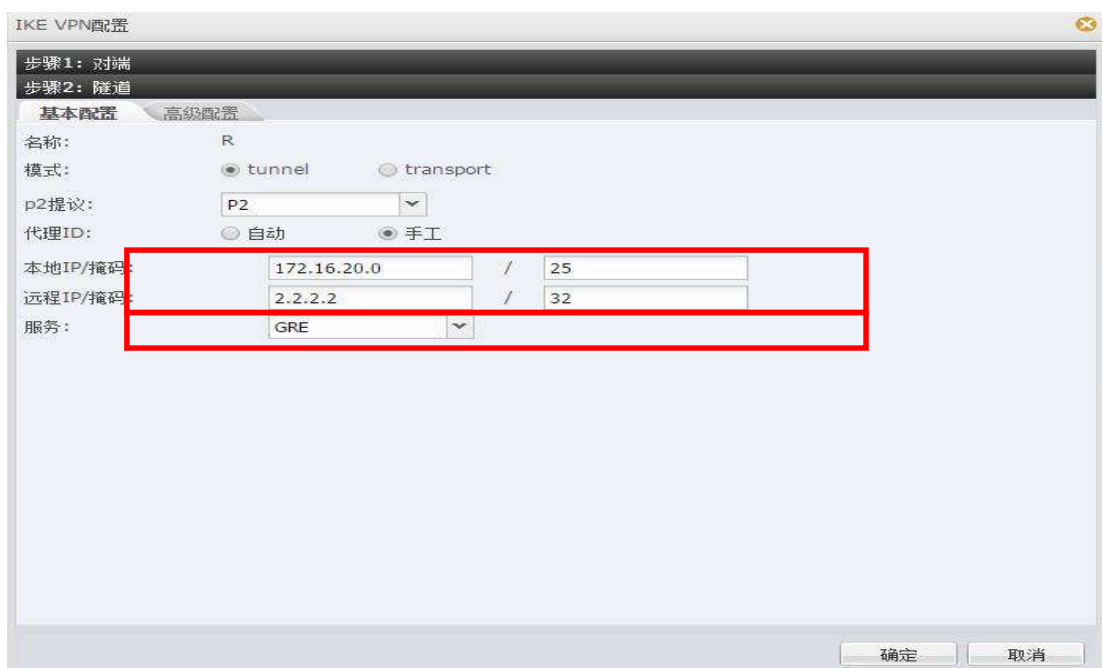 IKE VPN配置
步骤1: 对端
步骤2: 隧道
基本配置 高级配置
名称: R
模式: tunnel transport
p2提议: P2
代理ID: 自动 手工
本地IP/掩码: 172.16.20.0 / 25
远程IP/掩码: 2.2.2.2 / 32
服务: GRE
确定 取消